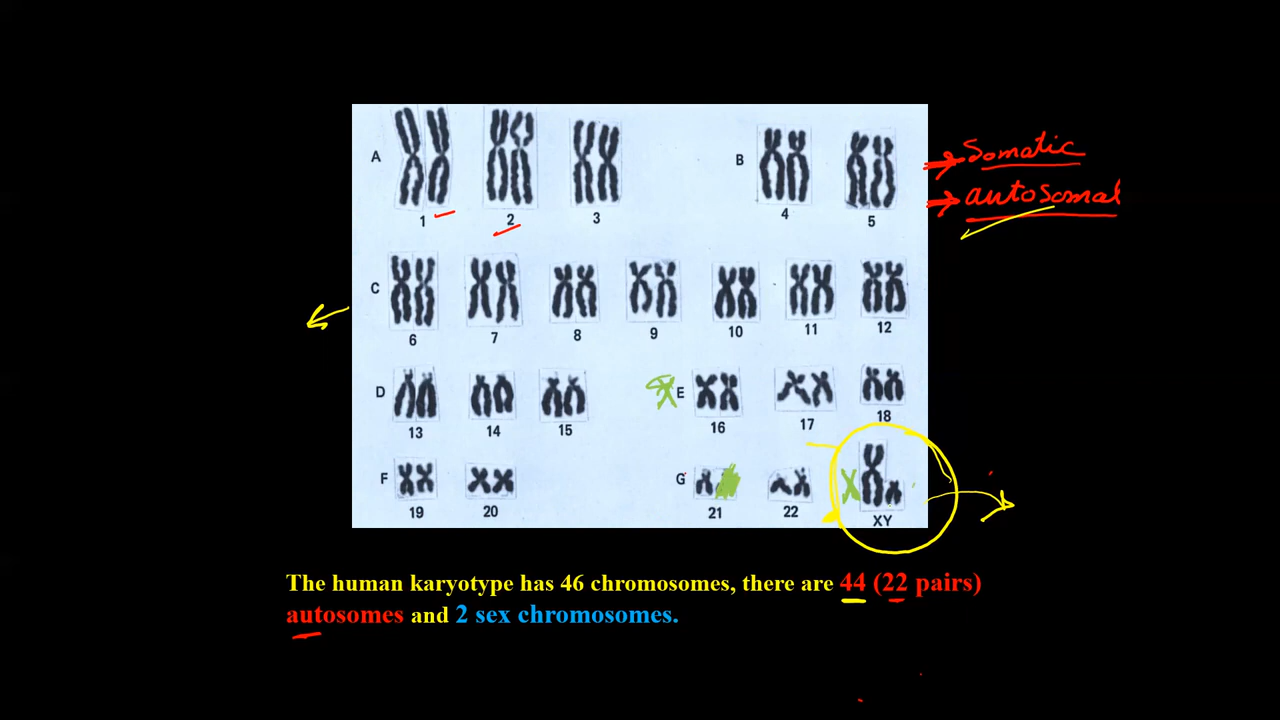 A B → Somatic
1 2 3 4 5 → autosomal
C
6 7 8 9 10 11 12
D E
13 14 15 16 17 18
F G
19 20 21 22 XY
The human karyotype has 46 chromosomes, there are 44 (22 pairs)
autosomes and 2 sex chromosomes.